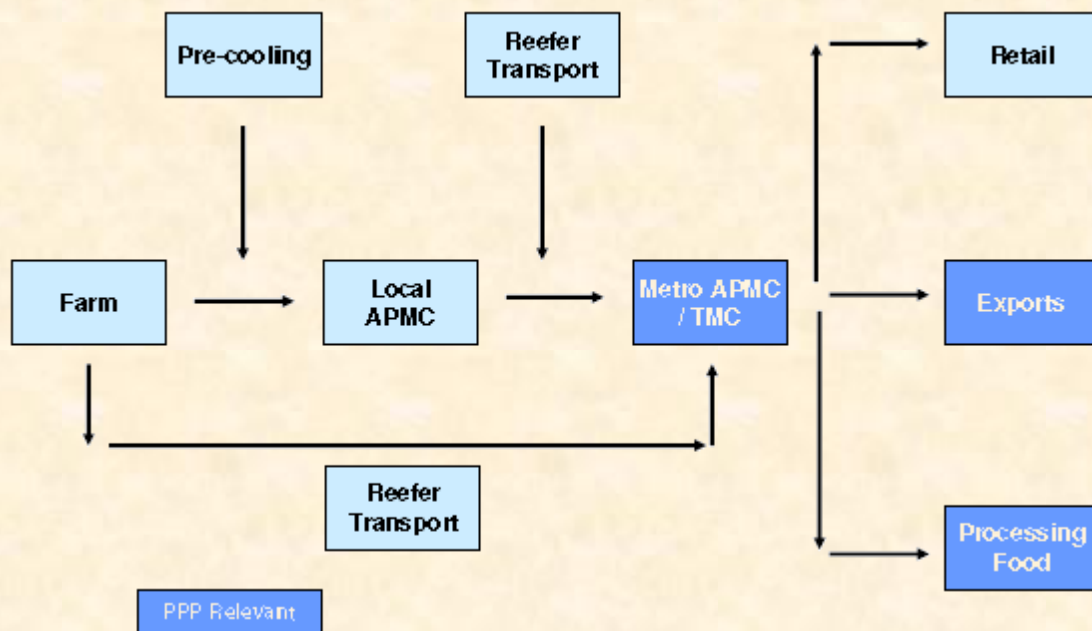 Pre-cooling
Reefer
Transport
Retail
Farm
Local
APMC
Metro APMC
/ TMC
Exports
Reefer
Transport
Processing
Food
PPP Relevant